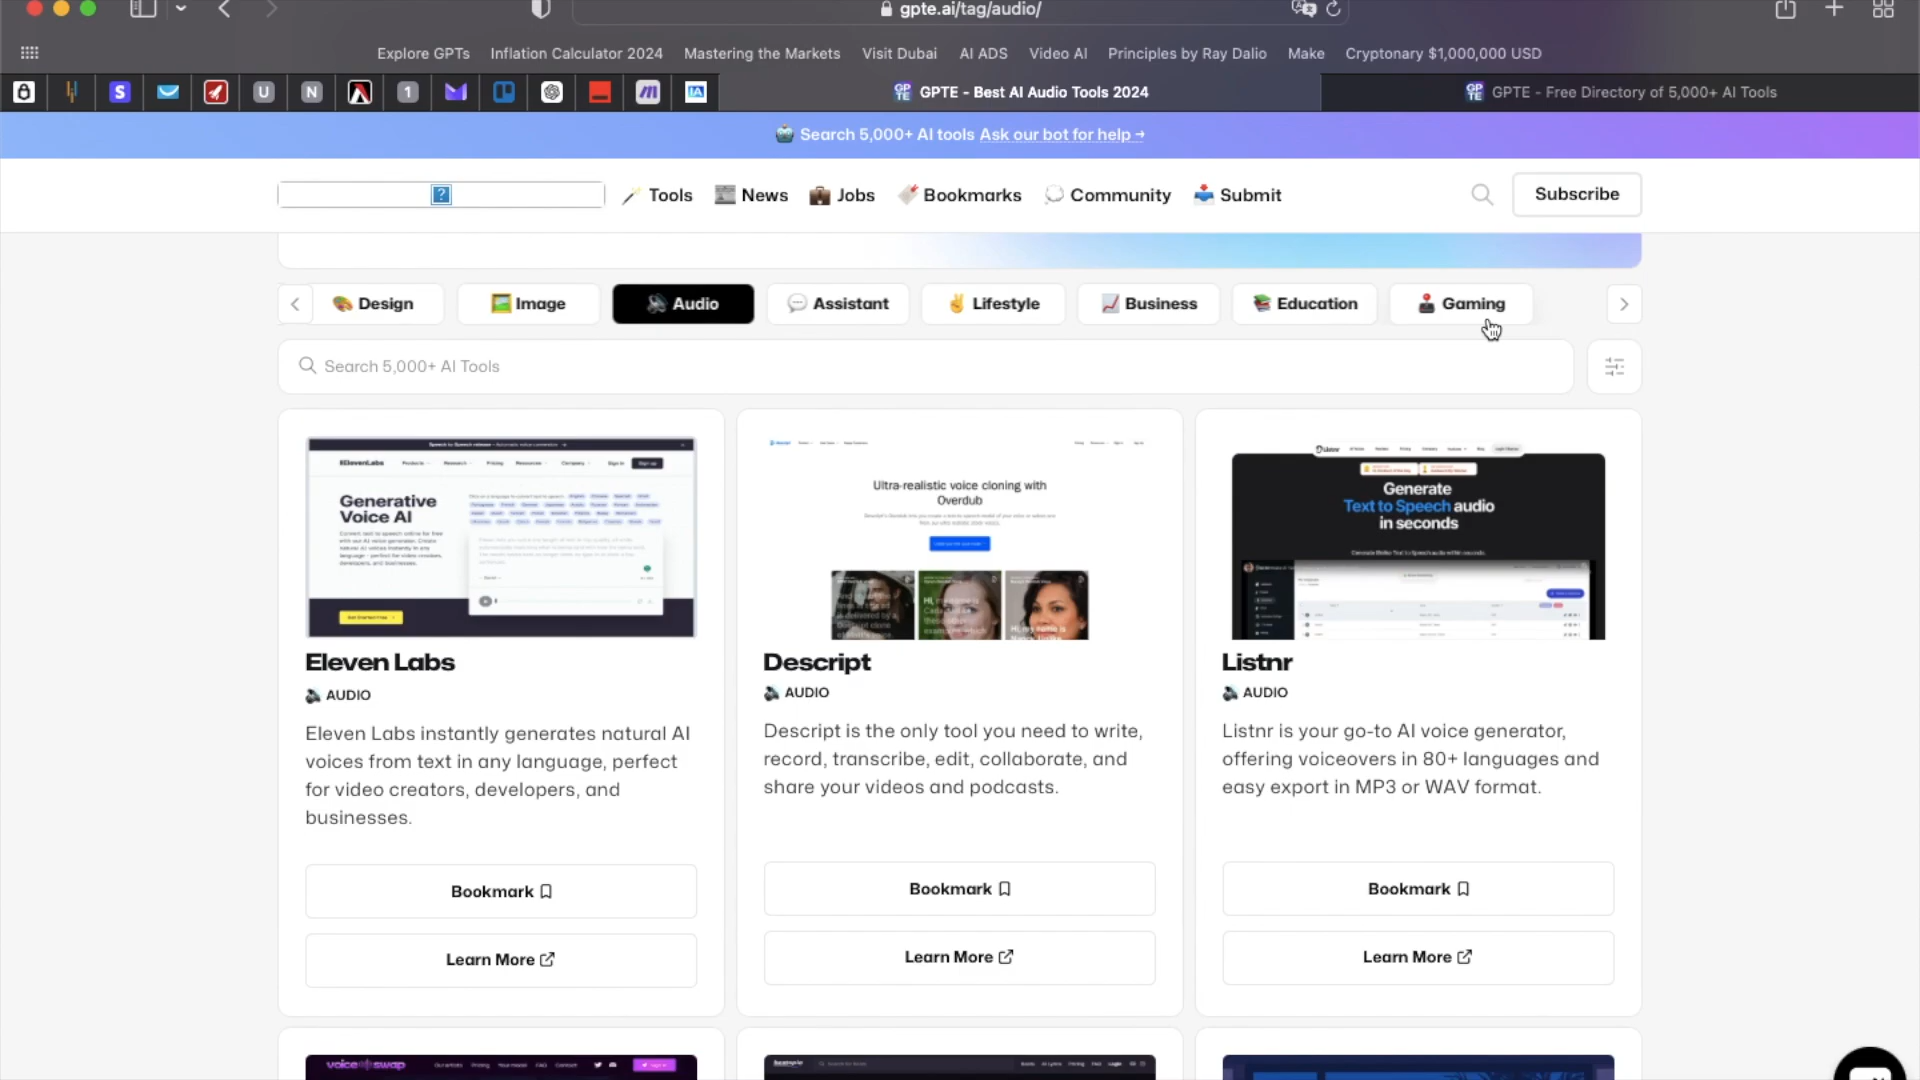 gpte.ai/tag/audio/
Explore GPTs Inflation Calculator 2024 Mastering the Markets Visit Dubai AI ADS Video AI Principles by Ray Dalio Make Cryptonary $1,000,000 USD
GPTE - Best AI Audio Tools 2024
GPTE - Free Directory of 5,000+ AI Tools
Search 5,000+ AI tools Ask our bot for help →
Tools News Jobs Bookmarks Community Submit Subscribe
Design Image Audio Assistant Lifestyle Business Education Gaming
Search 5,000+ AI Tools
IIElevenLabs
Generative
Voice AI
Ultra-realistic voice cloning with
Overdub
Generate
Text to Speech audio
in seconds
Eleven Labs
AUDIO
Eleven Labs instantly generates natural AI
voices from text in any language, perfect
for video creators, developers, and
businesses.
Bookmark
Learn More
Descript
AUDIO
Descript is the only tool you need to write,
record, transcribe, edit, collaborate, and
share your videos and podcasts.
Bookmark
Learn More
Listnr
AUDIO
Listnr is your go-to AI voice generator,
offering voiceovers in 80+ languages and
easy export in MP3 or WAV format.
Bookmark
Learn More